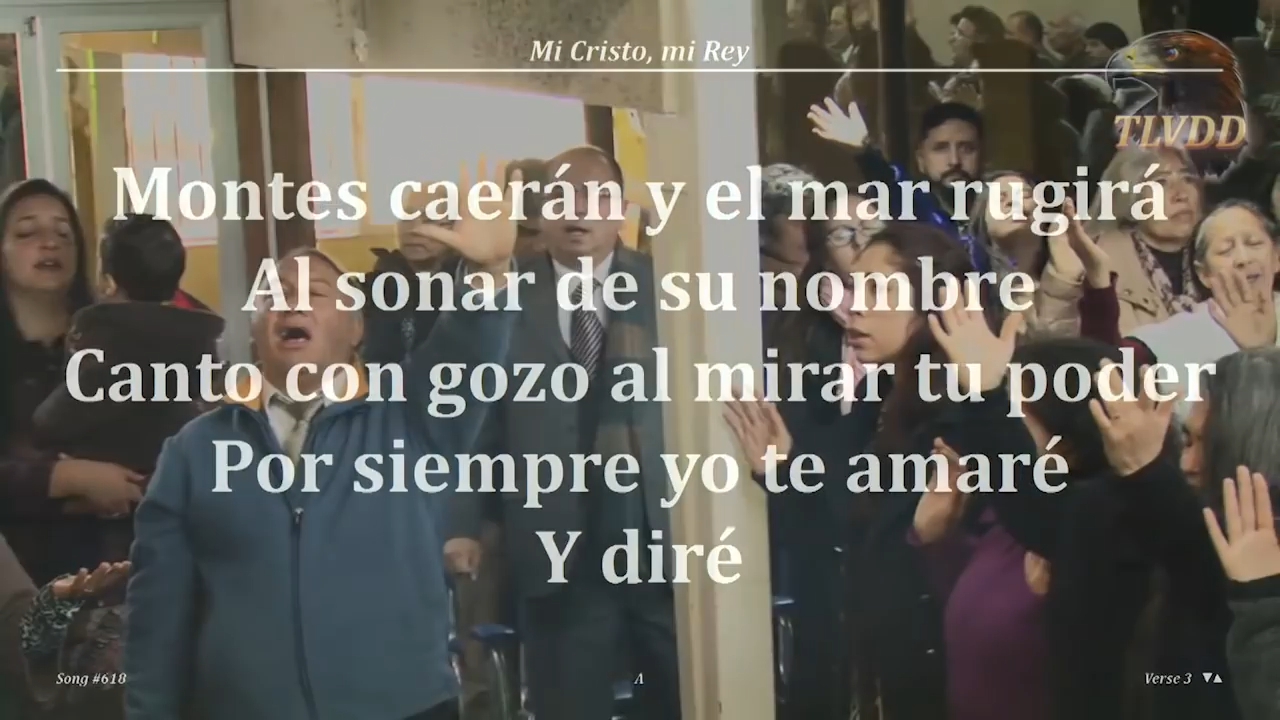 Mi Cristo, mi Rey
TLVDD
Montes caerán y el mar rugirá
Al sonar de su nombre
Canto con gozo al mirar tu poder
Por siempre yo te amaré
Y diré
Song #618
Verse 3 ▼▲